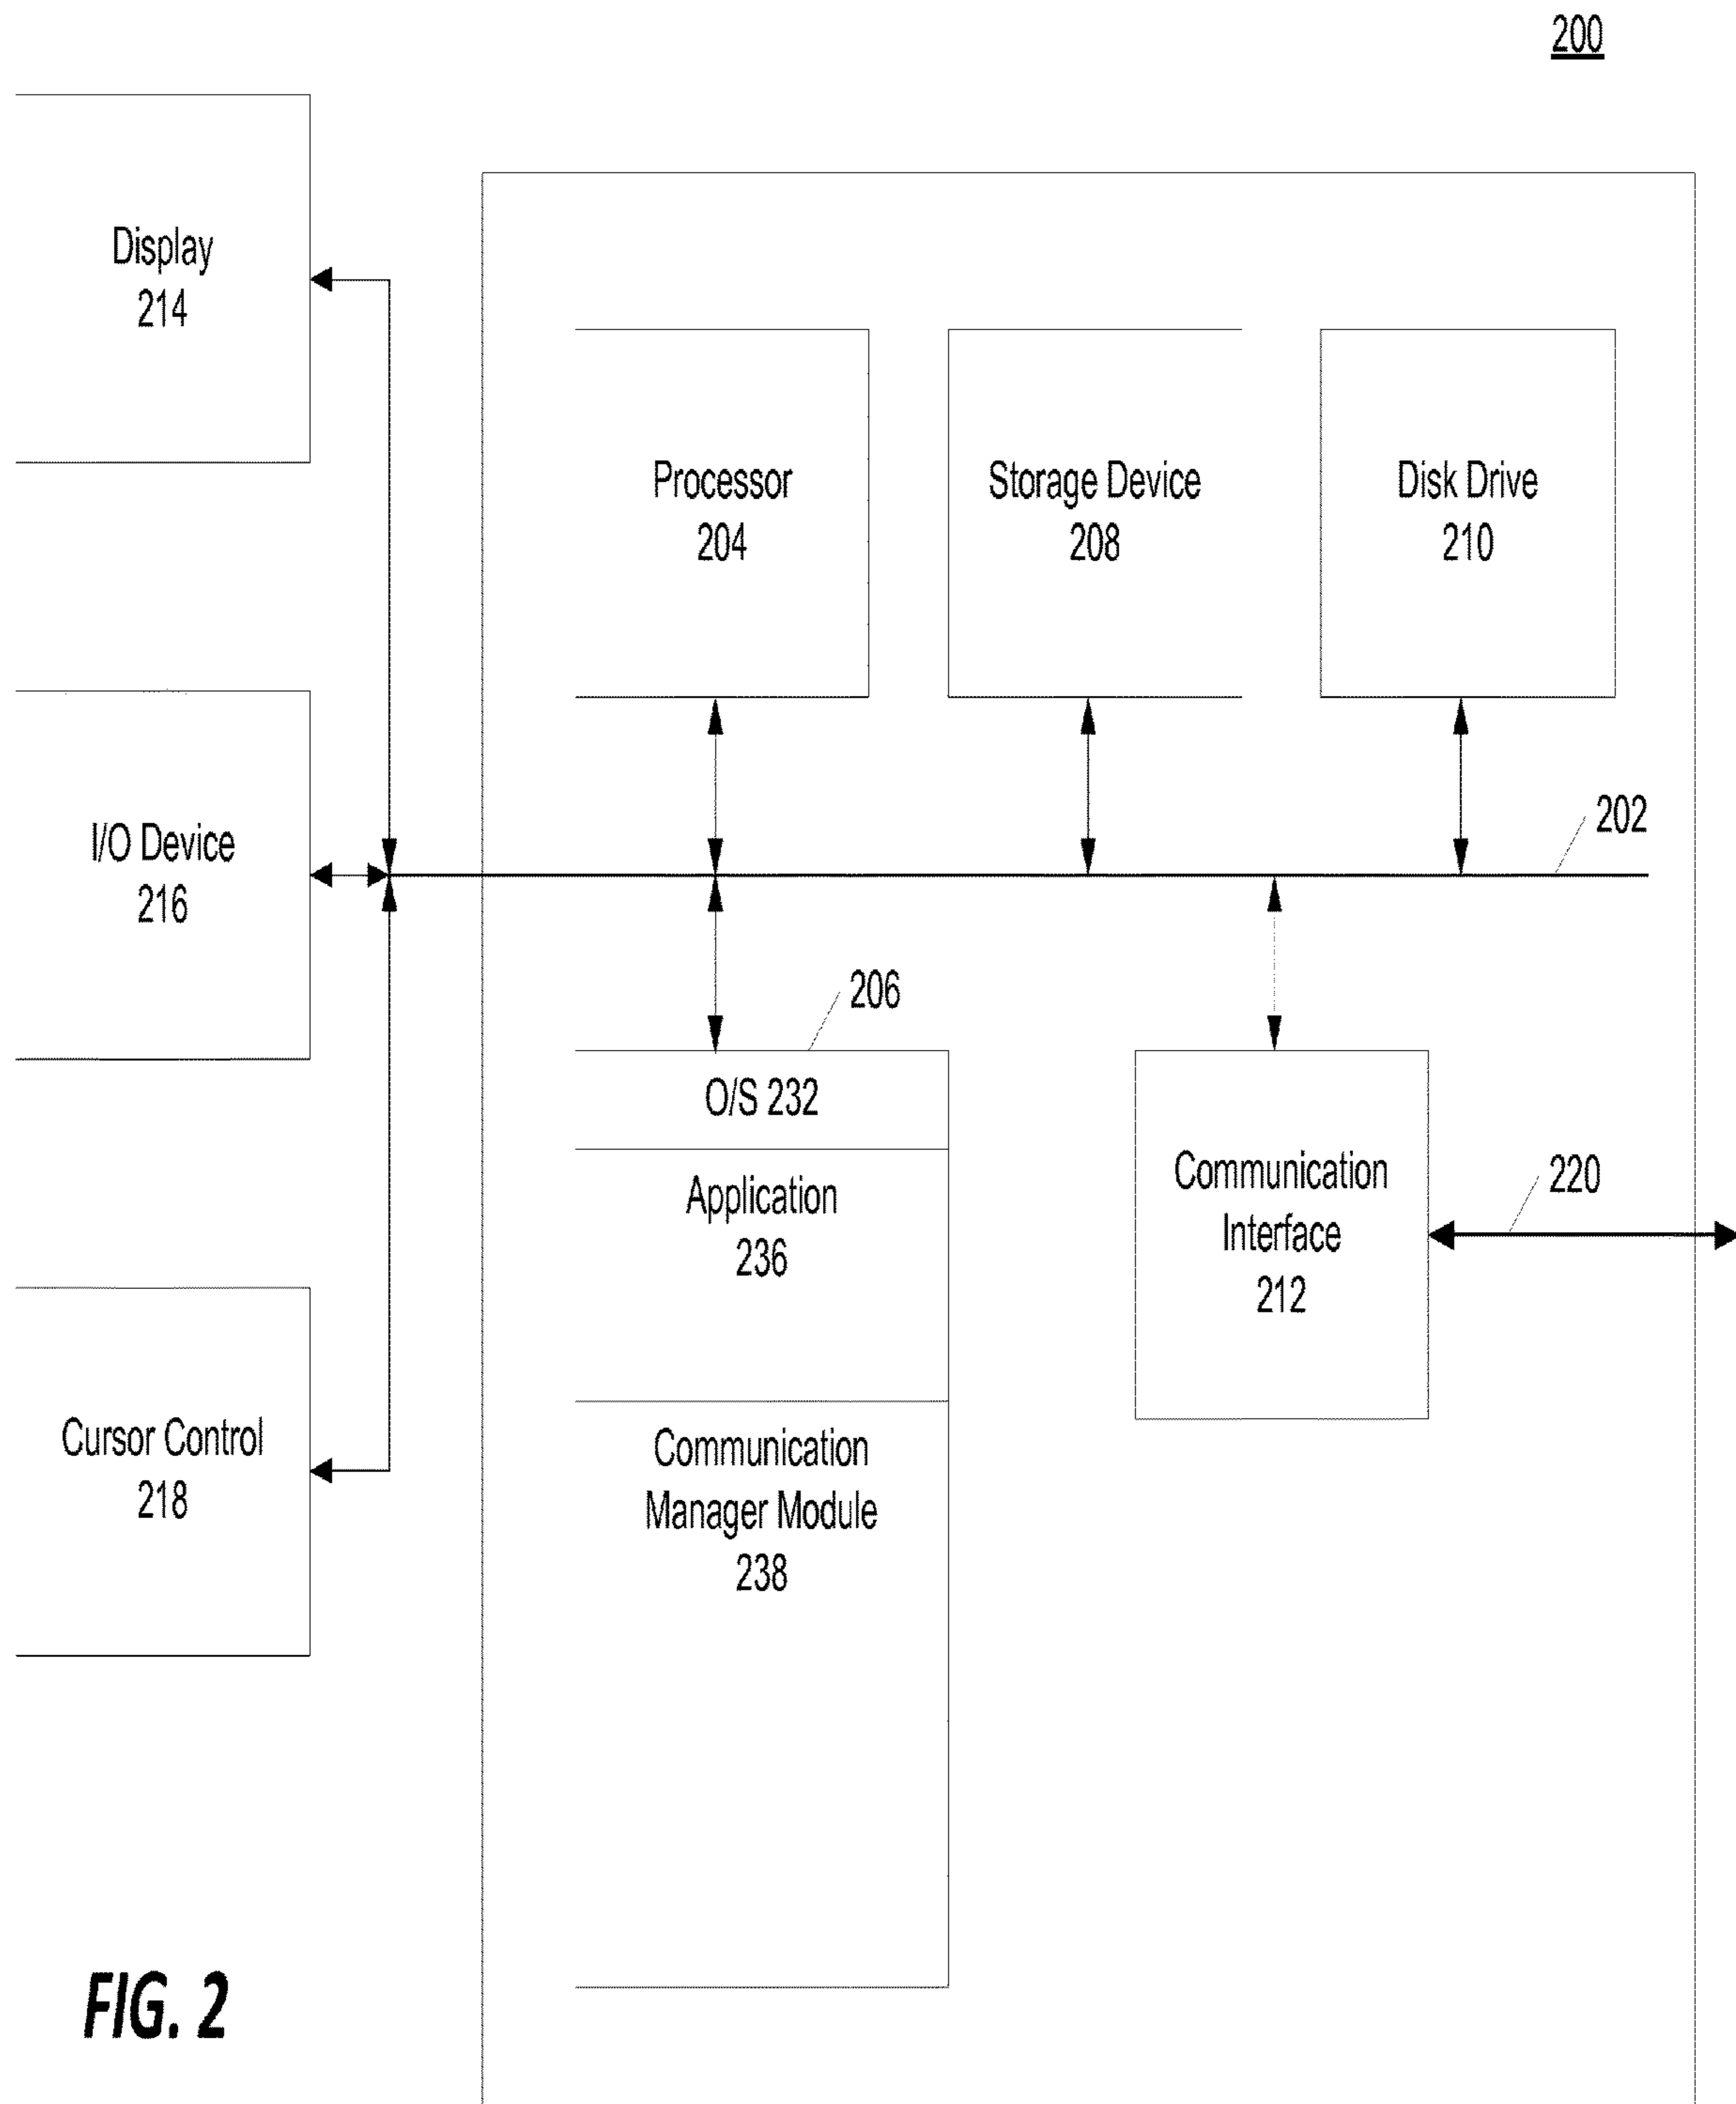 200
Display
214
Processor
204
Storage Device
208
Disk Drive
210
202
I/O Device
216
206
O/S 232
Application
236
Communication
Interface
212
220
Cursor Control
218
Communication
Manager Module
238
FIG. 2